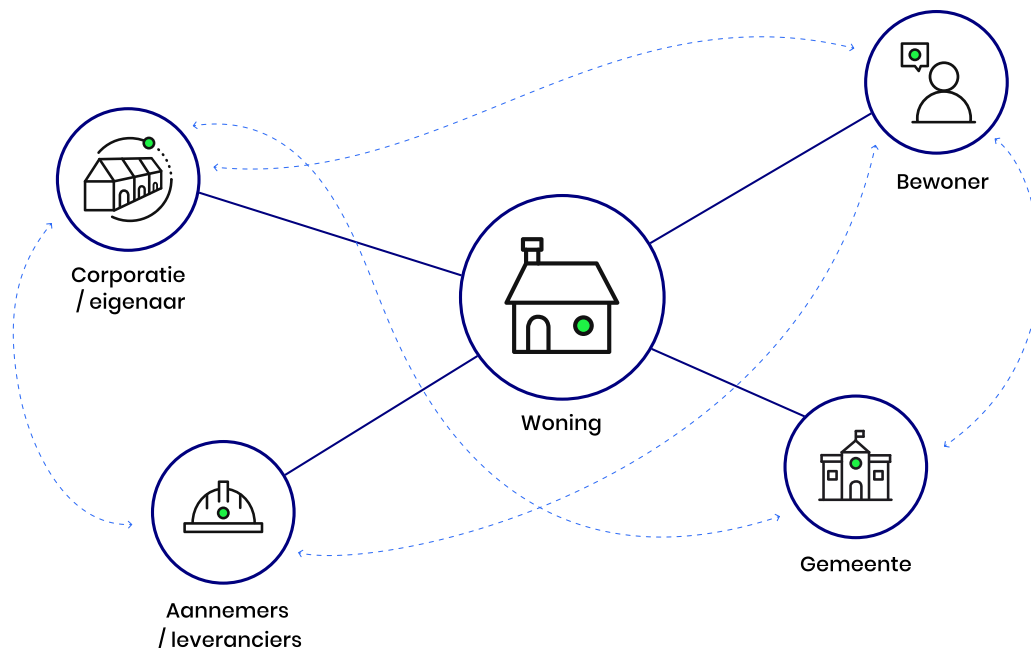 Bewoner
Corporatie
/ eigenaar
Woning
Gemeente
Aannemers
/ leveranciers